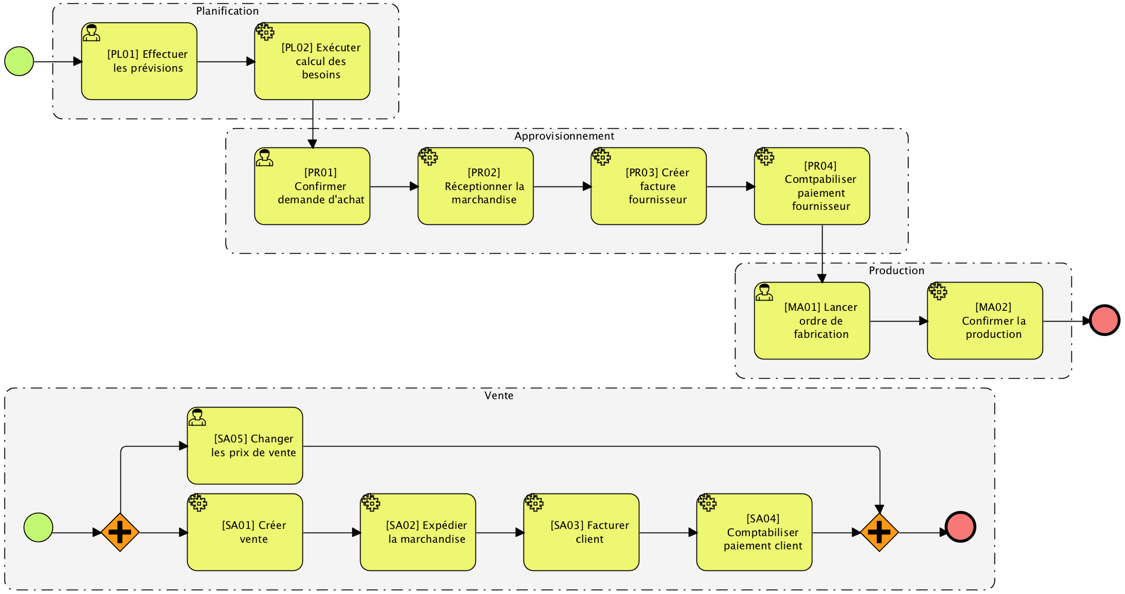 Planification
[PL01] Effectuer
les prévisions
[PL02] Exécuter
calcul des
besoins
Approvisionnement
[PR01]
Confirmer
demande d'achat
[PR02]
Réceptionner la
marchandise
[PR03] Créer
facture
fournisseur
[PR04]
Comtpabiliser
paiement
fournisseur
Production
[MA01] Lancer
ordre de
fabrication
[MA02]
Confirmer la
production
Vente
[SA05] Changer
les prix de vente
[SA01] Créer
vente
[SA02] Expédier
la marchandise
[SA03] Facturer
client
[SA04]
Comptabiliser
paiement client